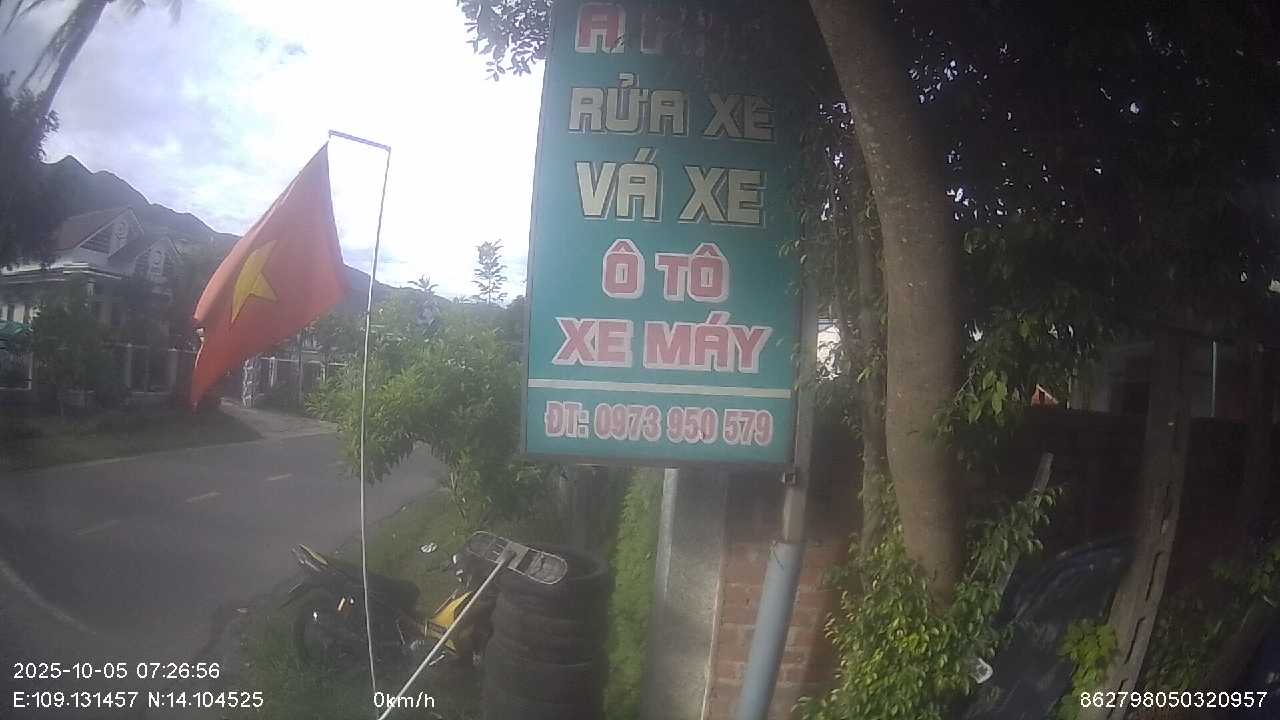 RỬA XE
VÁ XE
Ô TÔ
XE MÁY
ĐT: 0973 950 579
2025-10-05 07:26:56
E:109.131457 N:14.104525
0km/h
862798050320957